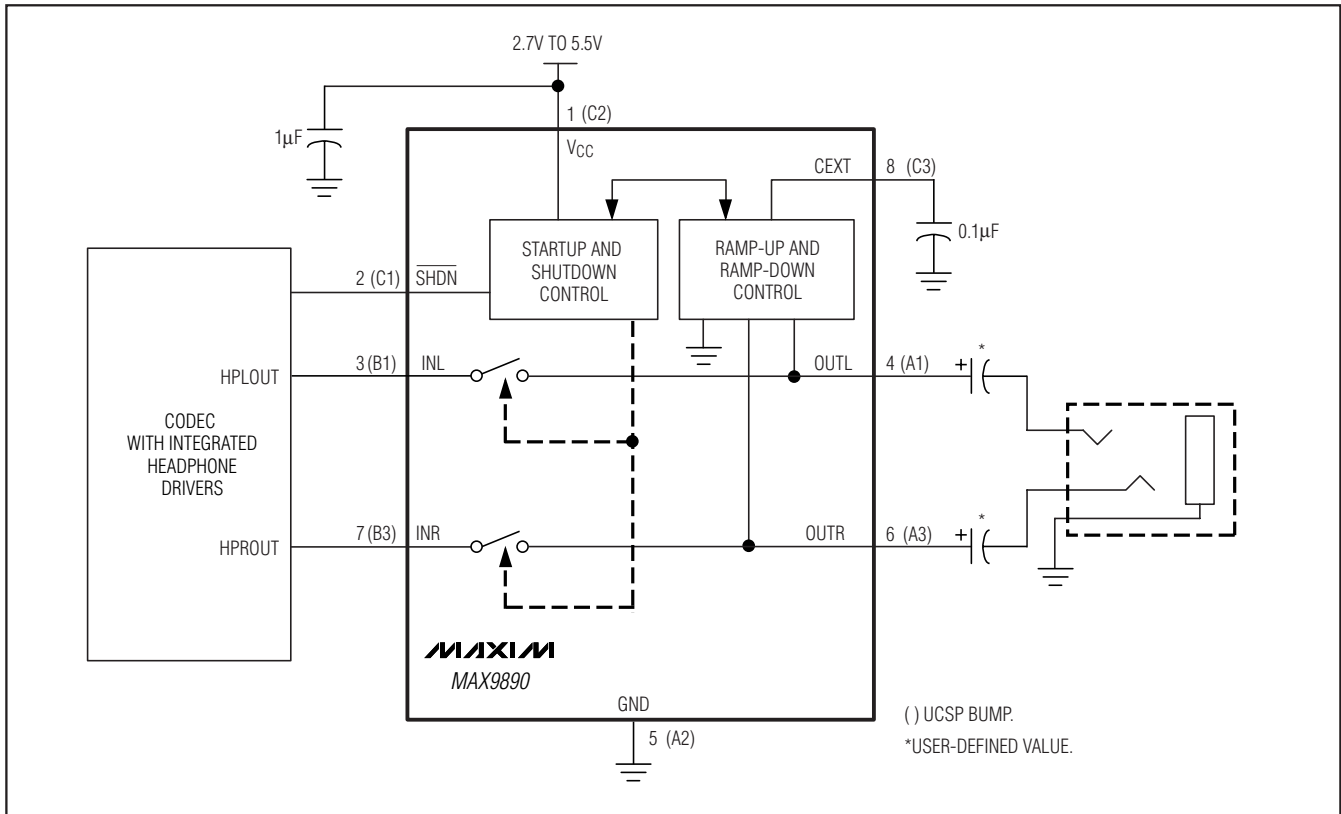 2.7V TO 5.5V
1 (C2)
1µF
VCC
CEXT
8 (C3)
0.1µF
STARTUP AND
SHUTDOWN
CONTROL
RAMP-UP AND
RAMP-DOWN
CONTROL
2 (C1)
SHDN
HPLOUT
3 (B1)
INL
OUTL
4 (A1)
+
*
CODEC
WITH INTEGRATED
HEADPHONE
DRIVERS
HPROUT
7 (B3)
INR
OUTR
6 (A3)
+
*
MAXIM
MAX9890
GND
5 (A2)
( ) UCSP BUMP.
*USER-DEFINED VALUE.